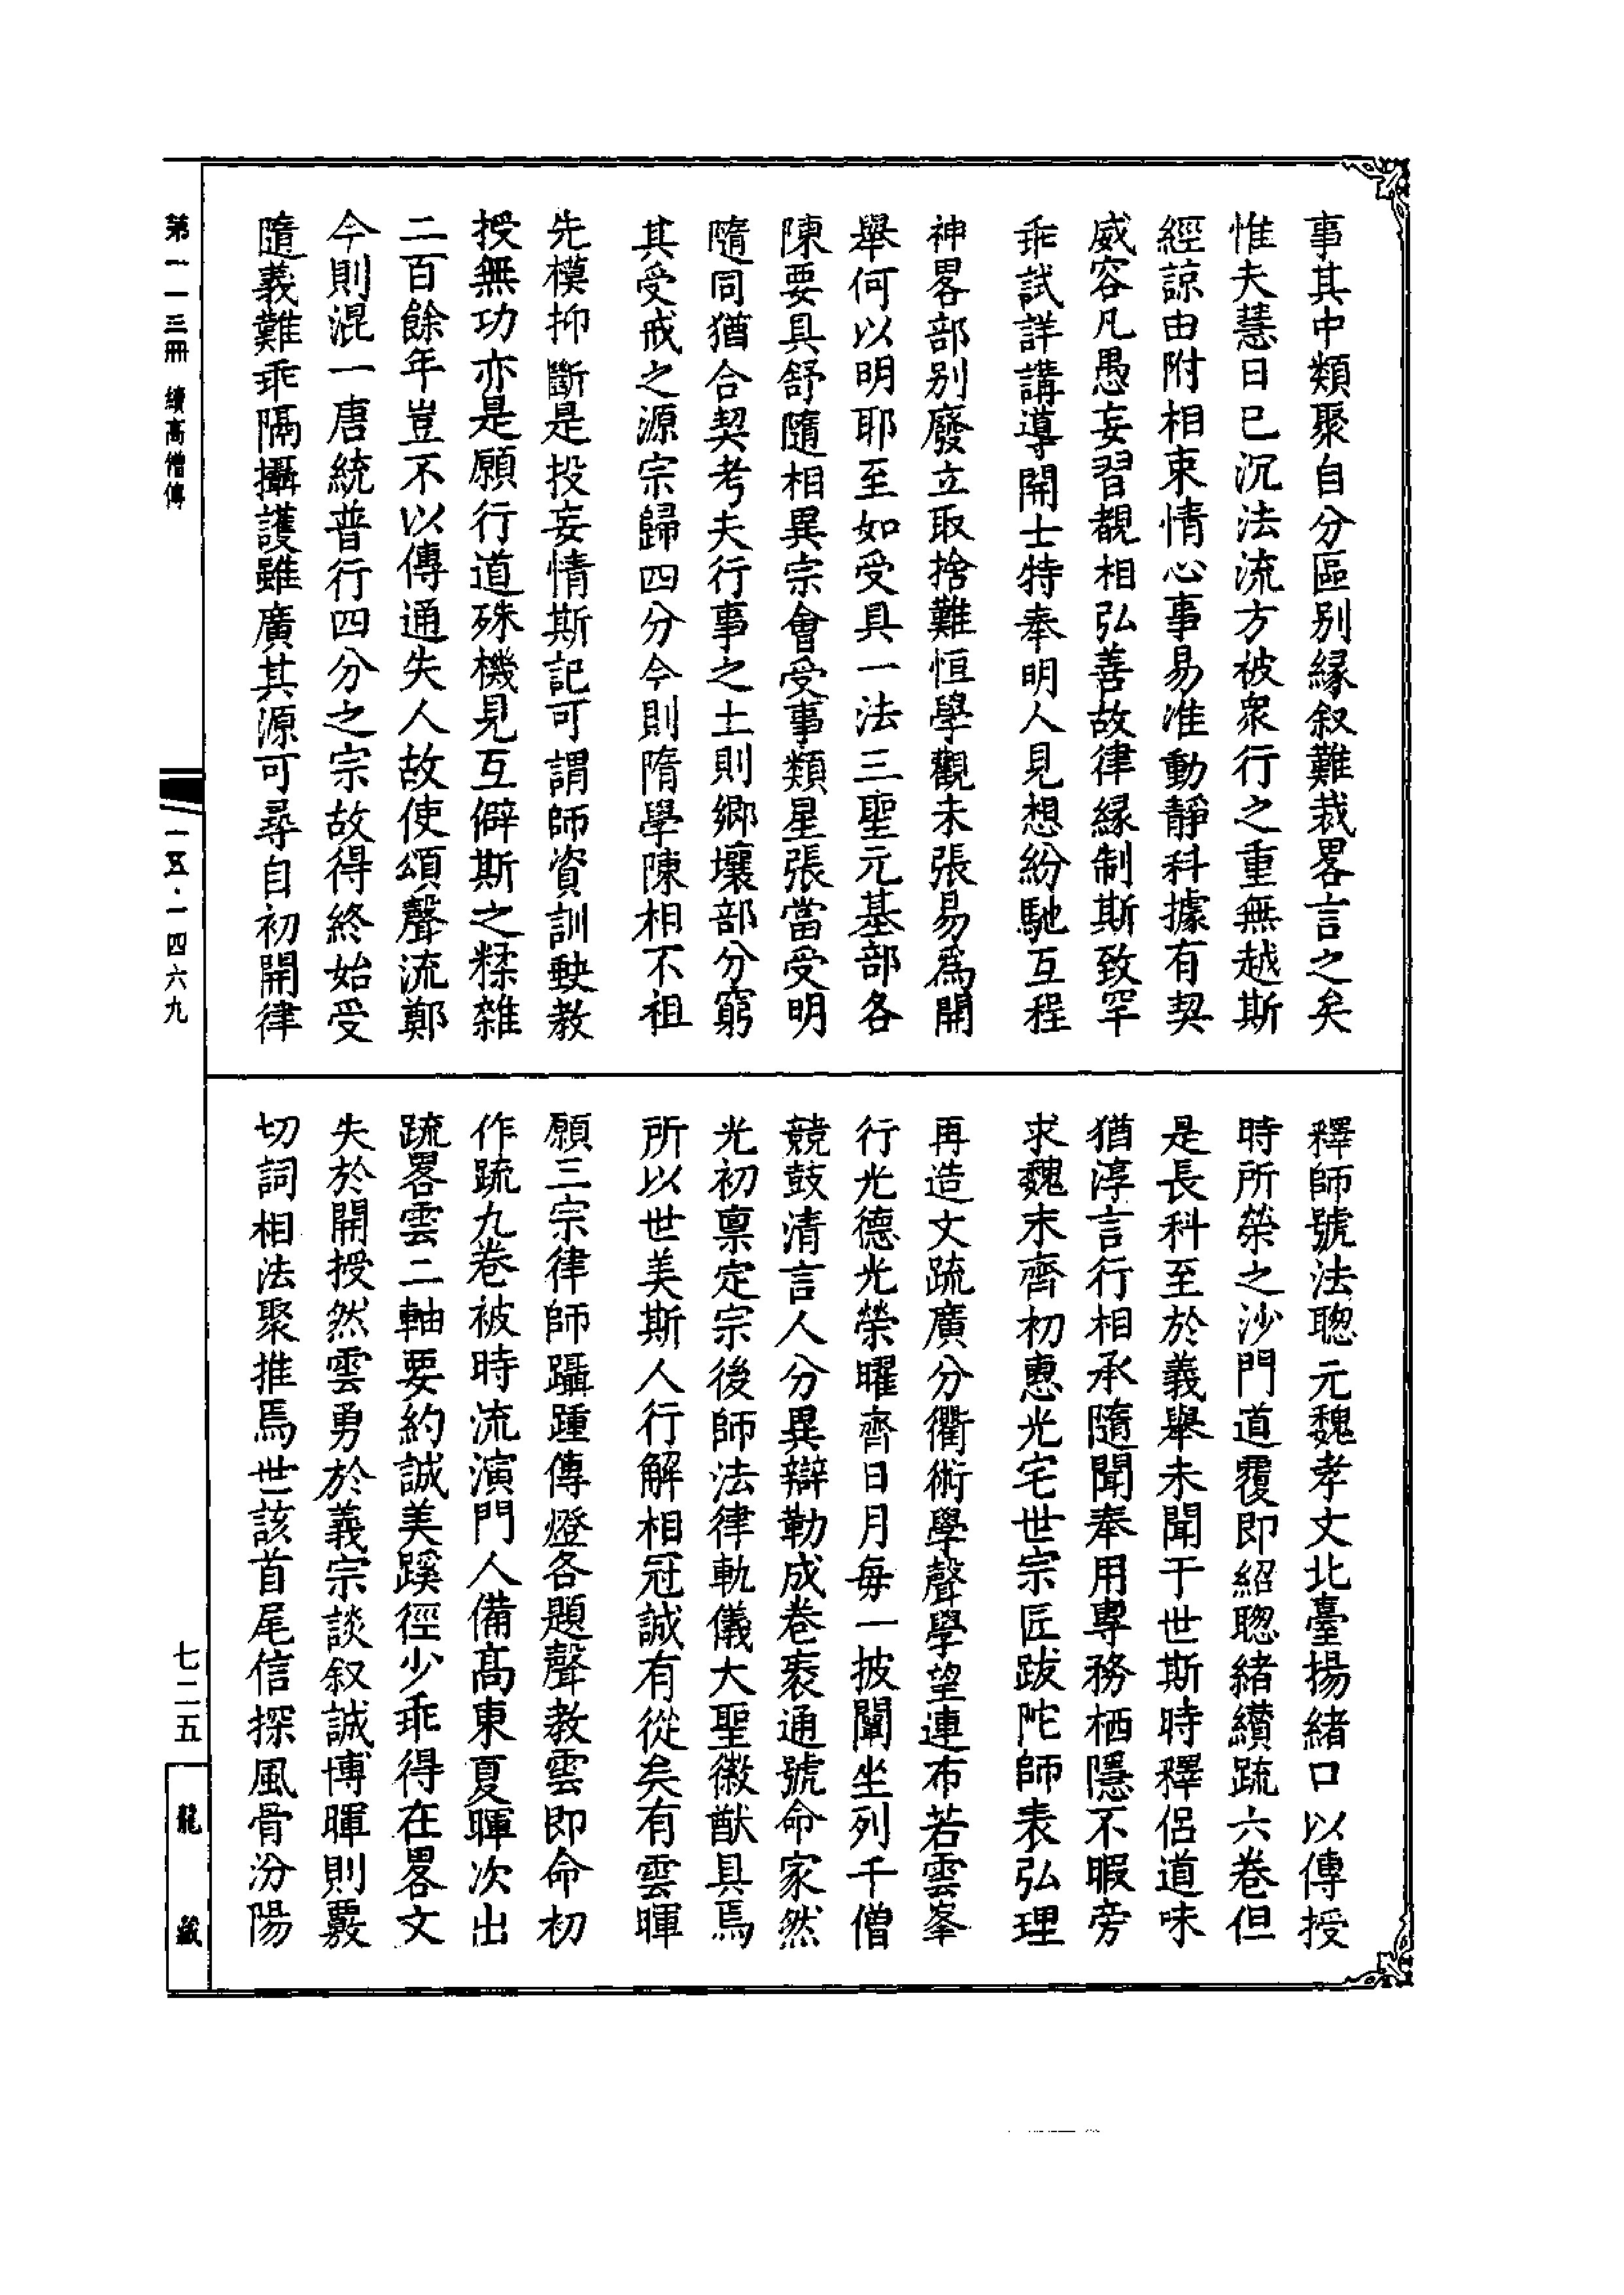 事其中類聚自分區别縁叙難裁畧言之矣
惟夫慧日已沉法流方被衆行之重無越斯
經諒由附相束情心事易准動靜科據有契
威容凡愚妄習覩相弘善故律縁制斯致罕
乖試詳講導開士特奉明人見想紛馳互程
神畧部别廢立取捨難恒學觀未張易爲開
舉何以明耶至如受具一法三聖元基部各
陳要具舒隨相異宗會受事類星張當受明
隨同猶合契考夫行事之土則鄉壤部分窮
其受戒之源宗歸四分今則隋學陳相不祖
先模抑斷是投妄情斯記可謂師資訓缺教
授無功亦是願行道殊機見互僻斯之糅雜
二百餘年豈不以傳通失人故使頌聲流鄭
今則混一唐統普行四分之宗故得終始受
隨義難乖隔攝護雖廣其源可尋自初開律
釋師號法聰元魏孝文北臺揚緒口以傳授
時所榮之沙門道覆即紹聰緒纘䟽六卷但
是長科至於義舉未聞于世斯時釋侶道味
猶淳言行相承隨聞奉用專務栖隱不暇旁
求魏末齊初慧光宅世宗匠跋陀師表弘理
再造文䟽廣分衢術學聲學望連布若雲峯
行光德光榮曜齊日月每一披闡坐列千僧
競鼓清言人分異辯勒成卷袠通號命家然
光初禀定宗後師法律軌儀大聖徽猷具焉
所以世美斯人行解相冠誠有從矣有雲暉
願三宗律師躡踵傳燈各題聲教雲即命初
作䟽九卷被時流演門人備高東夏暉次出
䟽畧雲二軸要約誠美蹊徑少乖得在畧文
失於開授然雲勇於義宗談叙誠博暉則覈
切詞相法聚推焉世該首尾信探風骨汾陽
第一一三冊 續高僧傳
一五·一四六九
七二五
龍藏